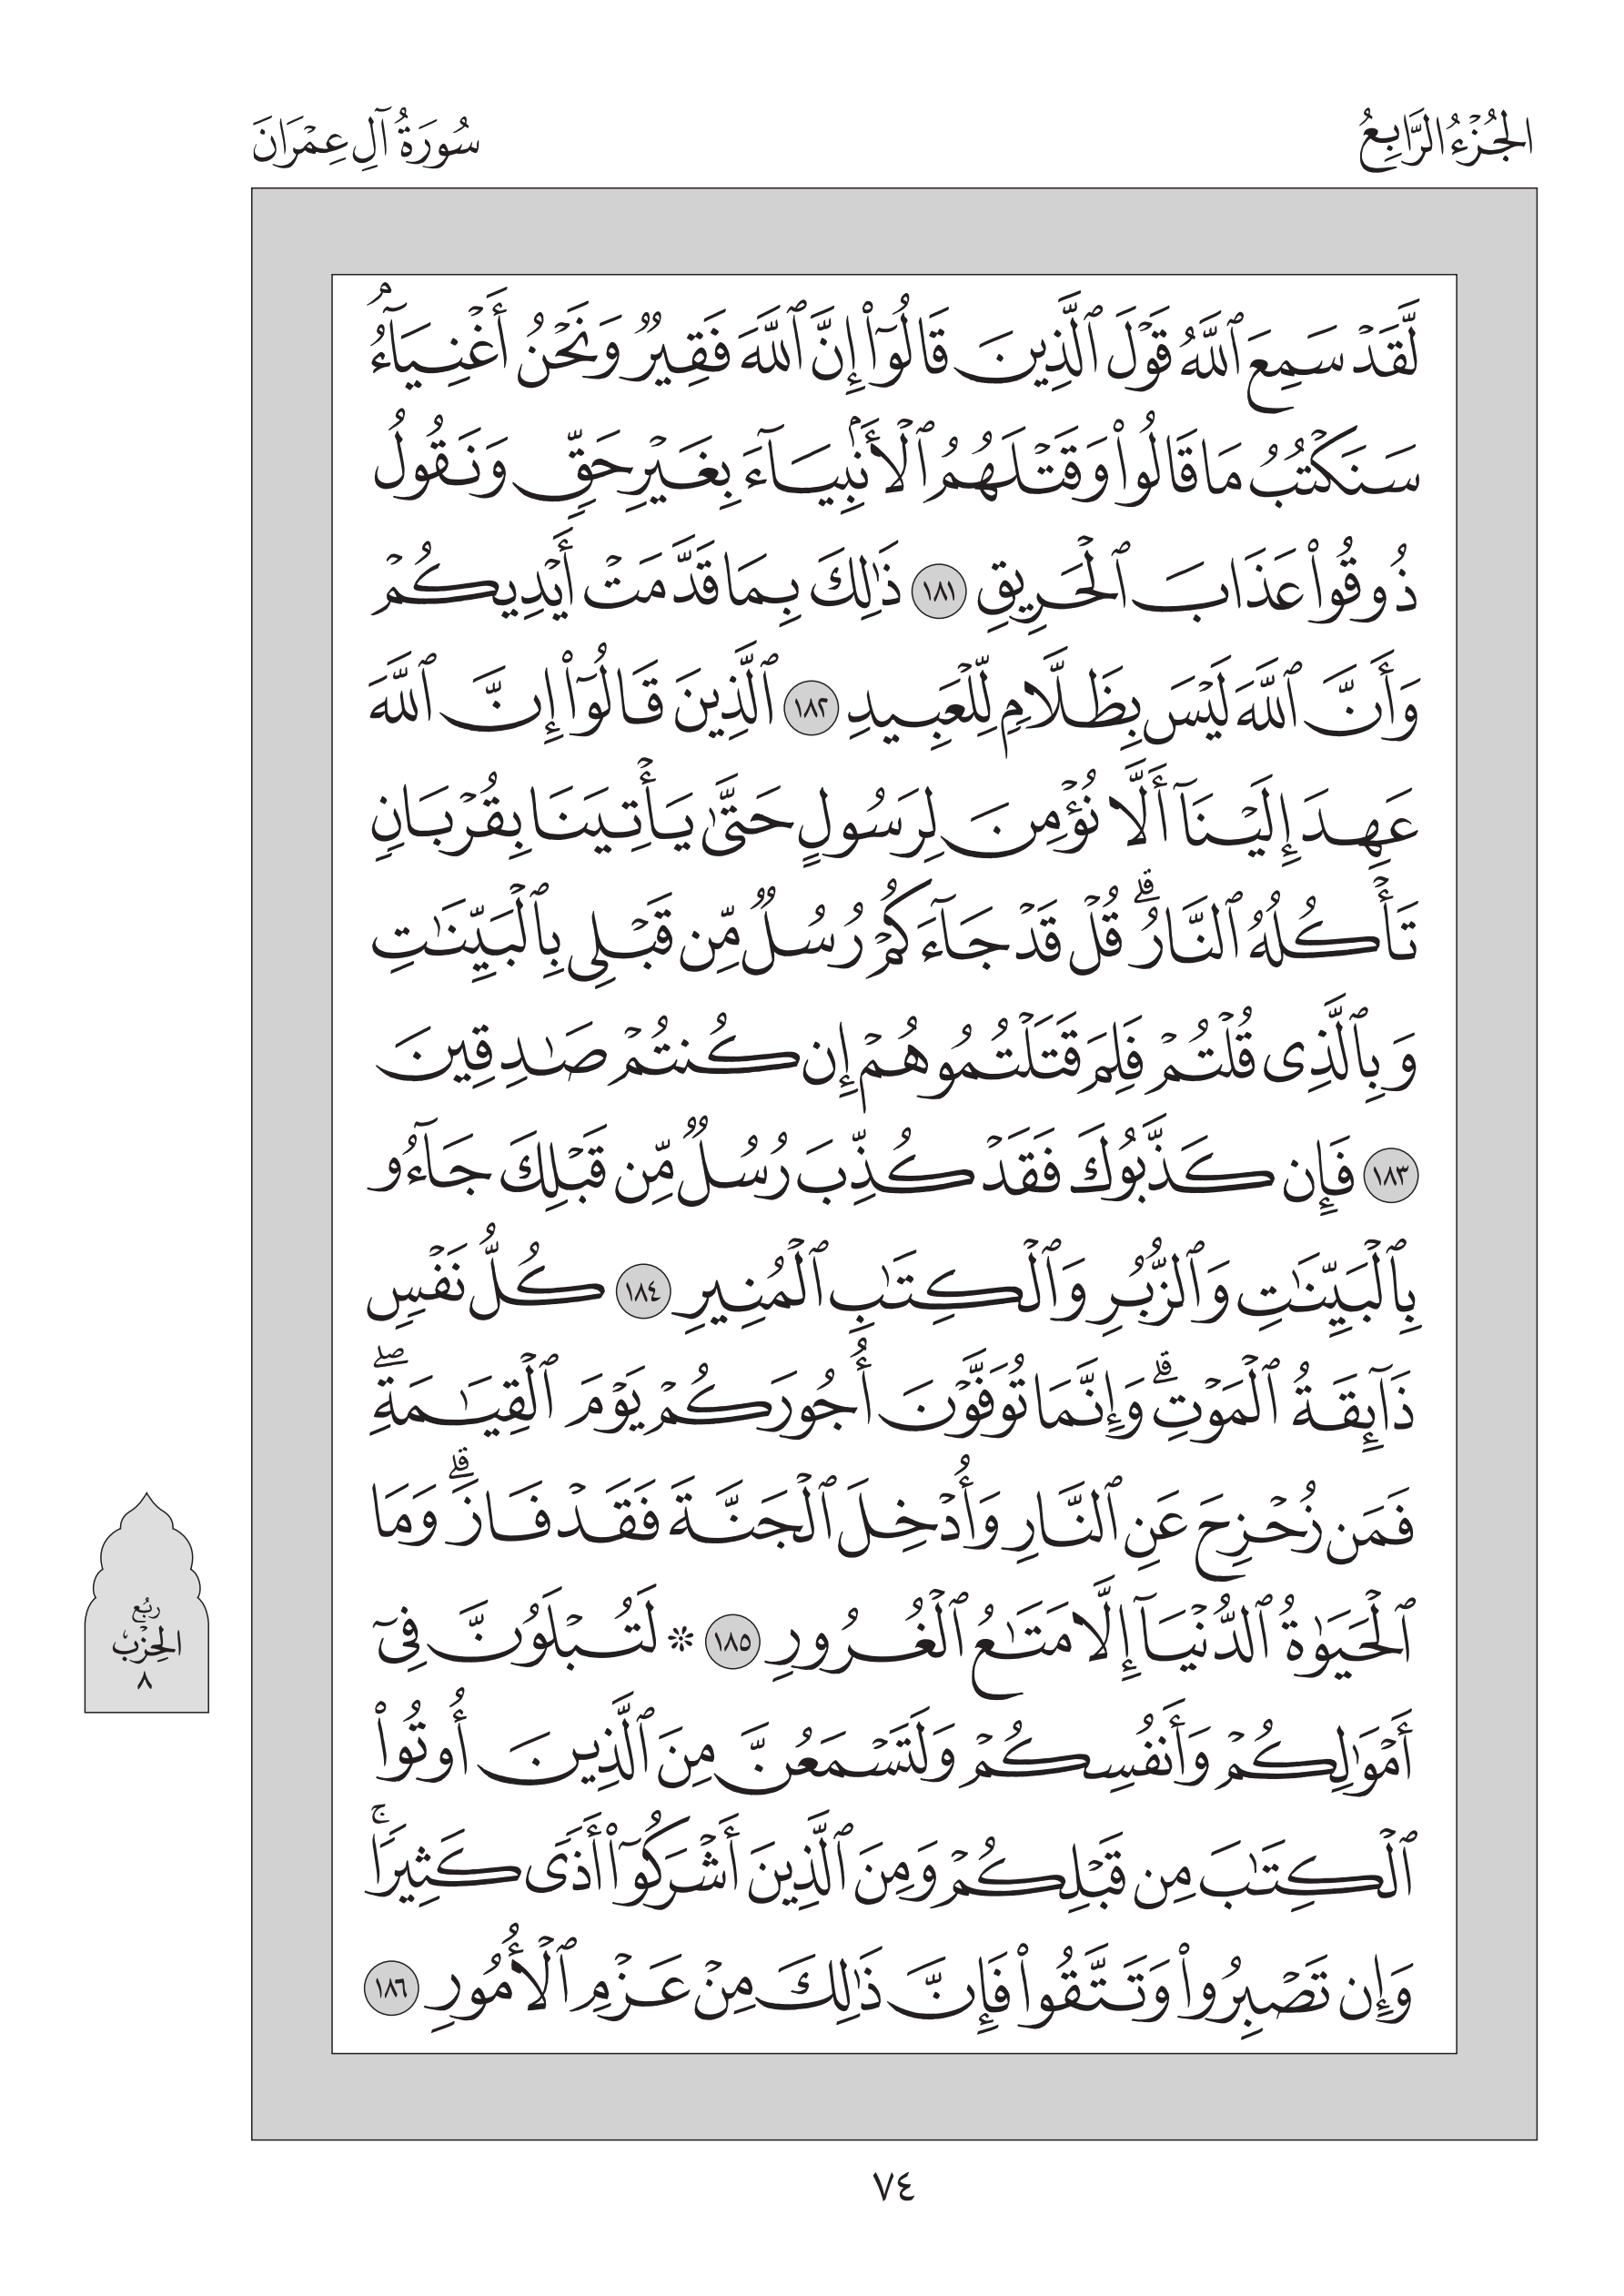 الجُزْءُ الرَّابِعُ
سُورَةُ آلِ عِمْرَانَ
لَّقَدْ سَمِعَ ٱللَّهُ قَوْلَ ٱلَّذِينَ قَالُوٓا۟ إِنَّ ٱللَّهَ فَقِيرٌ وَنَحْنُ أَغْنِيَآءُ ۘ
سَنَكْتُبُ مَا قَالُوا۟ وَقَتْلَهُمُ ٱلْأَنۢبِيَآءَ بِغَيْرِ حَقٍّ وَنَقُولُ
ذُوقُوا۟ عَذَابَ ٱلْحَرِيقِ ١٨١ ذَٰلِكَ بِمَا قَدَّمَتْ أَيْدِيكُمْ
وَأَنَّ ٱللَّهَ لَيْسَ بِظَلَّامٍ لِّلْعَبِيدِ ١٨٢ ٱلَّذِينَ قَالُوٓا۟ إِنَّ ٱللَّهَ
عَهِدَ إِلَيْنَآ أَلَّا نُؤْمِنَ لِرَسُولٍ حَتَّىٰ يَأْتِيَنَا بِقُرْبَانٍ
تَأْكُلُهُ ٱلنَّارُ ۗ قُلْ قَدْ جَآءَكُمْ رُسُلٌ مِّن قَبْلِى بِٱلْبَيِّنَٰتِ
وَبِٱلَّذِى قُلْتُمْ فَلِمَ قَتَلْتُمُوهُمْ إِن كُنتُمْ صَٰدِقِينَ
١٨٣ فَإِن كَذَّبُوكَ فَقَدْ كُذِّبَ رُسُلٌ مِّن قَبْلِكَ جَآءُو
بِٱلْبَيِّنَٰتِ وَٱلزُّبُرِ وَٱلْكِتَٰبِ ٱلْمُنِيرِ ١٨٤ كُلُّ نَفْسٍ
ذَآئِقَةُ ٱلْمَوْتِ ۗ وَإِنَّمَا تُوَفَّوْنَ أُجُورَكُمْ يَوْمَ ٱلْقِيَٰمَةِ ۖ
فَمَن زُحْزِحَ عَنِ ٱلنَّارِ وَأُدْخِلَ ٱلْجَنَّةَ فَقَدْ فَازَ ۗ وَمَا
ٱلْحَيَوٰةُ ٱلدُّنْيَآ إِلَّا مَتَٰعُ ٱلْغُرُورِ ١٨٥ * لَتُبْلَوُنَّ فِىٓ
أَمْوَٰلِكُمْ وَأَنفُسِكُمْ وَلَتَسْمَعُنَّ مِنَ ٱلَّذِينَ أُوتُوا۟
ٱلْكِتَٰبَ مِن قَبْلِكُمْ وَمِنَ ٱلَّذِينَ أَشْرَكُوٓا۟ أَذًى كَثِيرًا ۚ
وَإِن تَصْبِرُوا۟ وَتَتَّقُوا۟ فَإِنَّ ذَٰلِكَ مِنْ عَزْمِ ٱلْأُمُورِ ١٨٦
رُبْع
الحِزْبُ
٨
٧٤